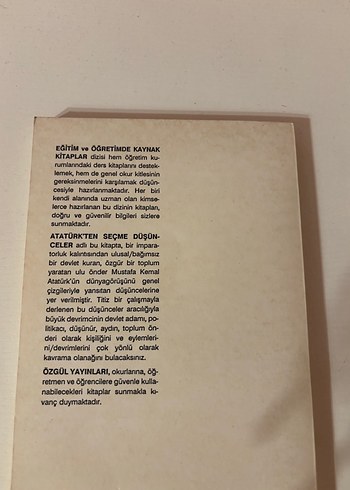 EĞİTİM ve ÖĞRETİMDE KAYNAK
KİTAPLAR dizisi hem öğretim ku-
rumlarındaki ders kitaplarını destek-
lemek, hem de genel okur kitlesinin
gereksinmelerini karşılamak düşün-
cesiyle hazırlanmaktadır. Her biri
kendi alanında uzman olan kimse-
lerce hazırlanan bu dizinin kitapları,
doğru ve güvenilir bilgileri sizlere
sunmaktadır.
ATATÜRK'TEN SEÇME DÜŞÜN-
CELER adlı bu kitapta, bir impara-
torluk kalıntısından ulusal/bağımsız
bir devlet kuran, özgür bir toplum
yaratan ulu önder Mustafa Kemal
Atatürk'ün dünyagörüşünü genel
çizgileriyle yansıtan düşüncelerine
yer verilmiştir. Titiz bir çalışmayla
derlenen bu düşünceler aracılığıyla
büyük devrimcinin devlet adamı, po-
litikacı, düşünür, aydın, toplum ön-
deri olarak kişiliğini ve eylemleri-
ni/devrimlerini çok yönlü olarak
kavrama olanağını bulacaksınız.
ÖZGÜL YAYINLARI, okurlarına, öğ-
retmen ve öğrencilere güvenle kulla-
nabilecekleri kitaplar sunmakla kı-
vanç duymaktadır.